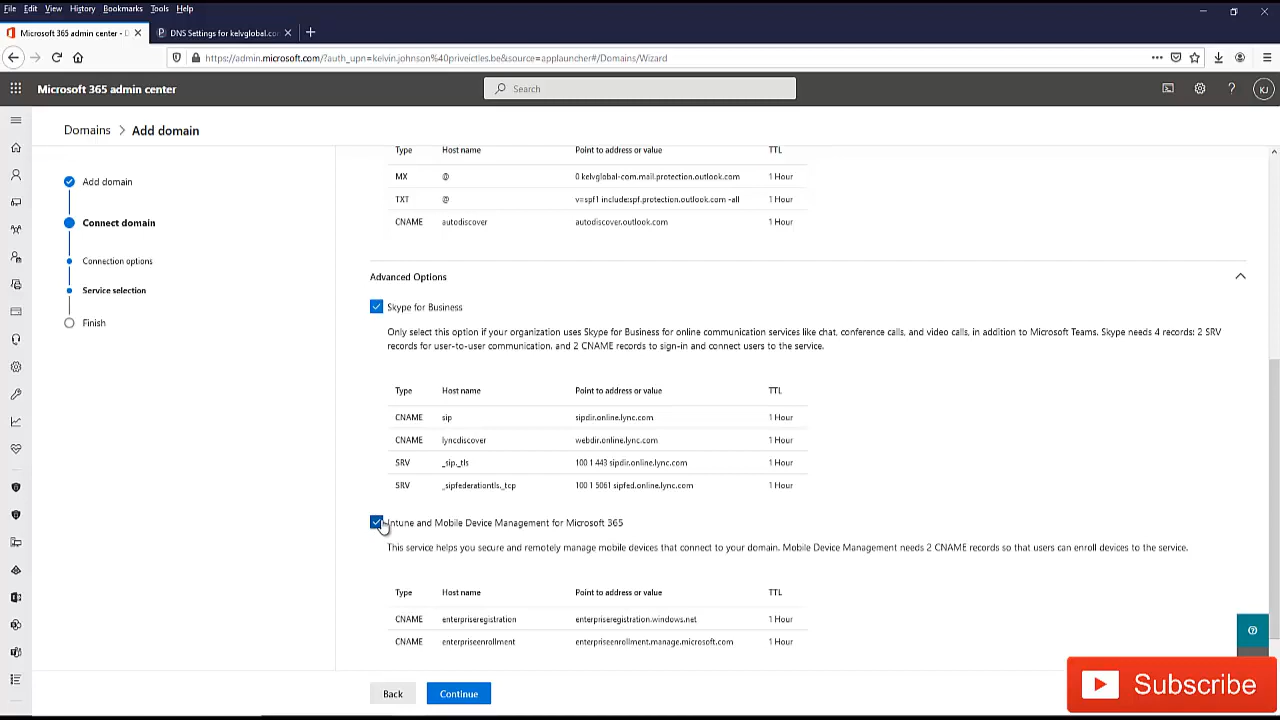 File Edit View History Bookmarks Tools Help
Microsoft 365 admin center - D
DNS Settings for kelvglobal.co
https://admin.microsoft.com/?auth_upn=kelvin.johnson%40priveictles.be&source=applauncher#/Domains/Wizard
Microsoft 365 admin center
Search
KJ
Domains > Add domain
Add domain
Connect domain
Connection options
Service selection
Finish
Type Host name Point to address or value TTL
MX @ 0 kelvglobal-com.mail.protection.outlook.com 1 Hour
TXT @ v=spf1 include:spf.protection.outlook.com -all 1 Hour
CNAME autodiscover autodiscover.outlook.com 1 Hour
Advanced Options
Skype for Business
Only select this option if your organization uses Skype for Business for online communication services like chat, conference calls, and video calls, in addition to Microsoft Teams. Skype needs 4 records: 2 SRV
records for user-to-user communication, and 2 CNAME records to sign-in and connect users to the service.
Type Host name Point to address or value TTL
CNAME sip sipdir.online.lync.com 1 Hour
CNAME lyncdiscover webdir.online.lync.com 1 Hour
SRV _sip._tls 100 1 443 sipdir.online.lync.com 1 Hour
SRV _sipfederationtls._tcp 100 1 5061 sipfed.online.lync.com 1 Hour
Intune and Mobile Device Management for Microsoft 365
This service helps you secure and remotely manage mobile devices that connect to your domain. Mobile Device Management needs 2 CNAME records so that users can enroll devices to the service.
Type Host name Point to address or value TTL
CNAME enterpriseregistration enterpriseregistration.windows.net 1 Hour
CNAME enterpriseenrollment enterpriseenrollment.manage.microsoft.com 1 Hour
Back Continue
Subscribe